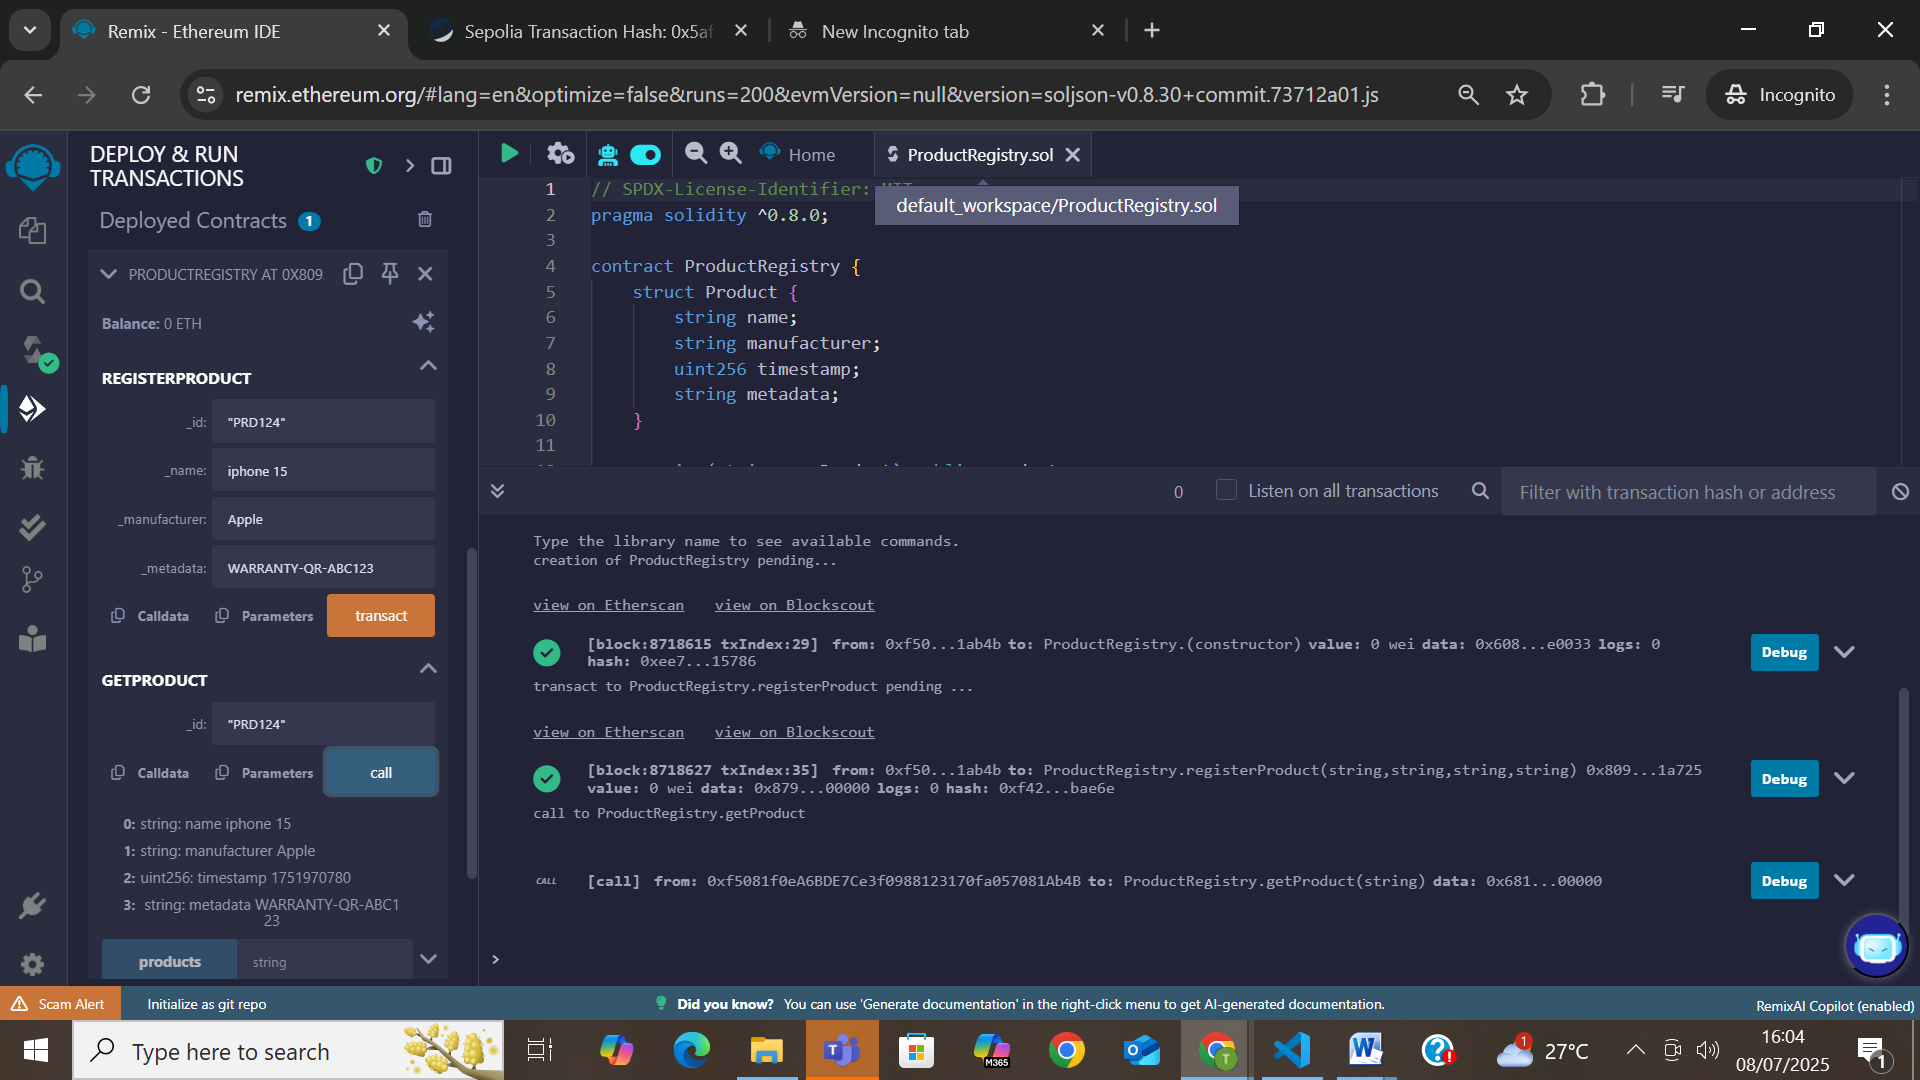 Remix - Ethereum IDE
Sepolia Transaction Hash: 0x5af
New Incognito tab
remix.ethereum.org/#lang=en&optimize=false&runs=200&evmVersion=null&version=soljson-v0.8.30+commit.73712a01.js
Incognito
DEPLOY & RUN
TRANSACTIONS
Deployed Contracts 1
PRODUCTREGISTRY AT 0X809
Balance: 0 ETH
REGISTERPRODUCT
_id: "PRD124"
_name: iphone 15
_manufacturer: Apple
_metadata: WARRANTY-QR-ABC123
Calldata Parameters transact
GETPRODUCT
_id: "PRD124"
Calldata Parameters call
0: string: name iphone 15
1: string: manufacturer Apple
2: uint256: timestamp 1751970780
3: string: metadata WARRANTY-QR-ABC1
23
products string
Home
ProductRegistry.sol
default_workspace/ProductRegistry.sol
1 // SPDX-License-Identifier: MIT
2 pragma solidity ^0.8.0;
3
4 contract ProductRegistry {
5 struct Product {
6 string name;
7 string manufacturer;
8 uint256 timestamp;
9 string metadata;
10 }
11
0 Listen on all transactions Filter with transaction hash or address
Type the library name to see available commands.
creation of ProductRegistry pending...
view on Etherscan view on Blockscout
[block:8718615 txIndex:29] from: 0xf50...1ab4b to: ProductRegistry.(constructor) value: 0 wei data: 0x608...e0033 logs: 0
hash: 0xee7...15786
Debug
transact to ProductRegistry.registerProduct pending ...
view on Etherscan view on Blockscout
[block:8718627 txIndex:35] from: 0xf50...1ab4b to: ProductRegistry.registerProduct(string,string,string,string) 0x809...1a725
value: 0 wei data: 0x879...00000 logs: 0 hash: 0xf42...bae6e
Debug
call to ProductRegistry.getProduct
CALL [call] from: 0xf5081f0eA6BDE7Ce3f0988123170fa057081Ab4B to: ProductRegistry.getProduct(string) data: 0x681...00000
Debug
>
Scam Alert Initialize as git repo
Did you know? You can use 'Generate documentation' in the right-click menu to get AI-generated documentation.
RemixAI Copilot (enabled)
Type here to search
M365
T
1
27°C
16:04
08/07/2025
1